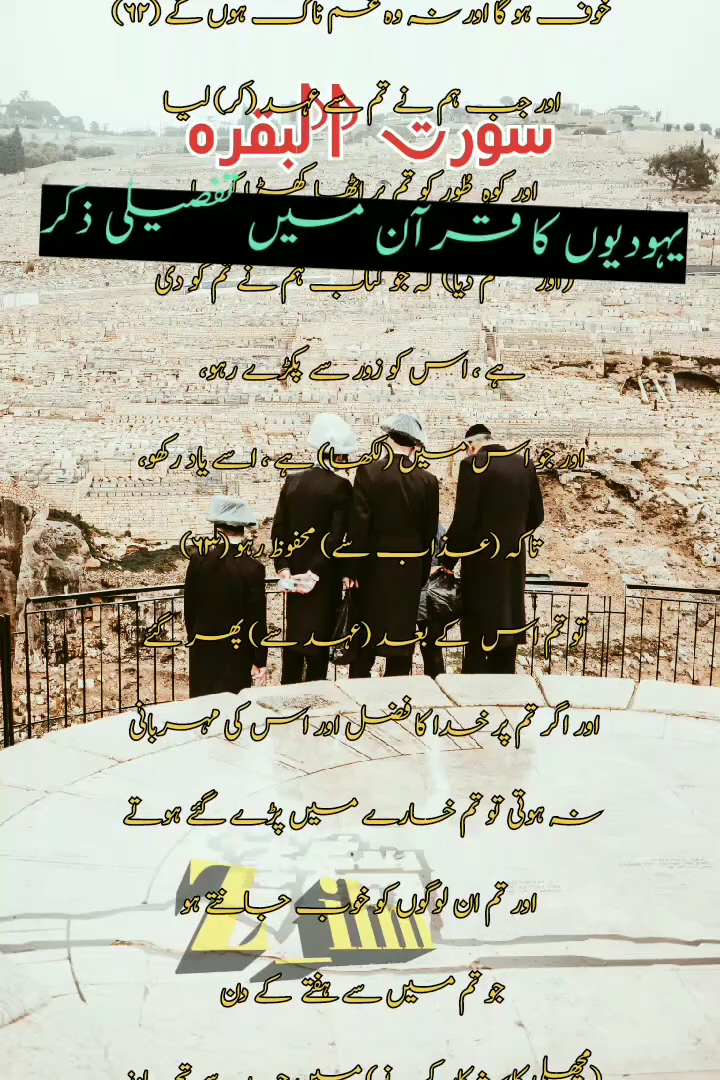 خوف ہو گا اور نہ وہ غم ناک ہوں گے (۶۲)
اور جب ہم نے تم سے عہد (کر) لیا
سورت البقرہ
اور کوہ طُور کو تم پر اٹھا کھڑا کیا
یہودیوں کا قرآن میں تفصیلی ذکر
دیا) کہ جو کتاب ہم نے تم کو دی
ہے، اس کو زور سے پکڑے رہو،
اور جو اس میں (لکھا) ہے، اسے یاد رکھو،
تاکہ (عذاب سے) محفوظ رہو (۶۳)
تو تم اس کے بعد (عہد سے) پھر گئے
اور اگر تم پر خدا کا فضل اور اس کی مہربانی
نہ ہوتی تو تم خسارے میں پڑے گئے ہوتے
اور تم ان لوگوں کو خوب جانتے ہو
جو تم میں سے ہفتے کے دن